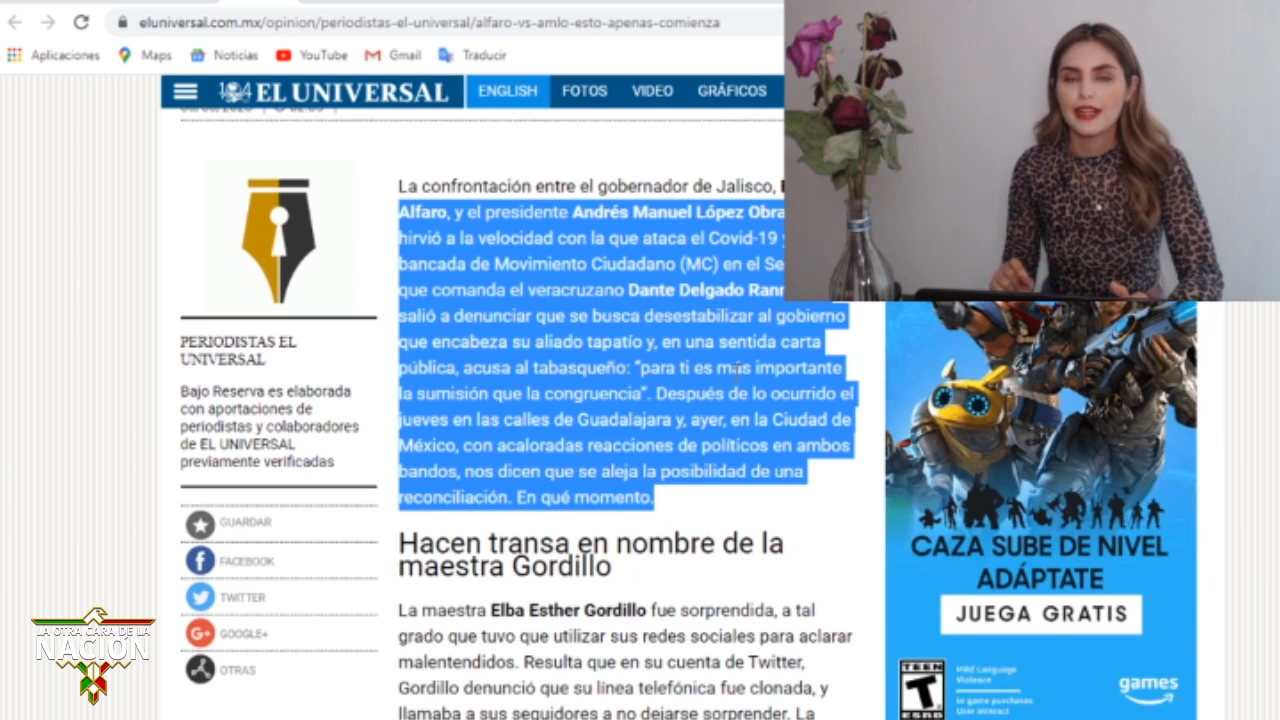 eluniversal.com.mx/opinion/periodistas-el-universal/alfaro-vs-amlo-esto-apenas-comienza
Aplicaciones Maps Noticias YouTube Gmail Traducir
EL UNIVERSAL ENGLISH FOTOS VIDEO GRÁFICOS
La confrontación entre el gobernador de Jalisco,
Alfaro, y el presidente Andrés Manuel López Obra
hirvió a la velocidad con la que ataca el Covid-19
bancada de Movimiento Ciudadano (MC) en el Se
que comanda el veracruzano Dante Delgado Rann
salió a denunciar que se busca desestabilizar al gobierno
que encabeza su aliado tapatío y, en una sentida carta
pública, acusa al tabasqueño: “para ti es más importante
la sumisión que la congruencia”. Después de lo ocurrido el
jueves en las calles de Guadalajara y, ayer, en la Ciudad de
México, con acaloradas reacciones de políticos en ambos
bandos, nos dicen que se aleja la posibilidad de una
reconciliación. En qué momento.
Hacen transa en nombre de la
maestra Gordillo
La maestra Elba Esther Gordillo fue sorprendida, a tal
grado que tuvo que utilizar sus redes sociales para aclarar
malentendidos. Resulta que en su cuenta de Twitter,
Gordillo denunció que su línea telefónica fue clonada, y
llamaba a sus seguidores a no dejarse sorprender. La
PERIODISTAS EL
UNIVERSAL
Bajo Reserva es elaborada
con aportaciones de
periodistas y colaboradores
de EL UNIVERSAL
previamente verificadas
GUARDAR
FACEBOOK
TWITTER
GOOGLE+
OTRAS
LA OTRA CARA DE LA
NACION
CAZA SUBE DE NIVEL
ADÁPTATE
JUEGA GRATIS
TEEN
T
ESRB
Mild Language
Violence
In game purchases
User interact
games